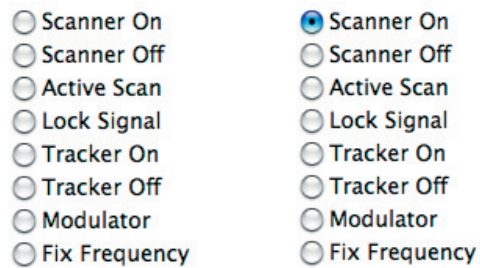 Scanner On
Scanner Off
Active Scan
Lock Signal
Tracker On
Tracker Off
Modulator
Fix Frequency
Scanner On
Scanner Off
Active Scan
Lock Signal
Tracker On
Tracker Off
Modulator
Fix Frequency